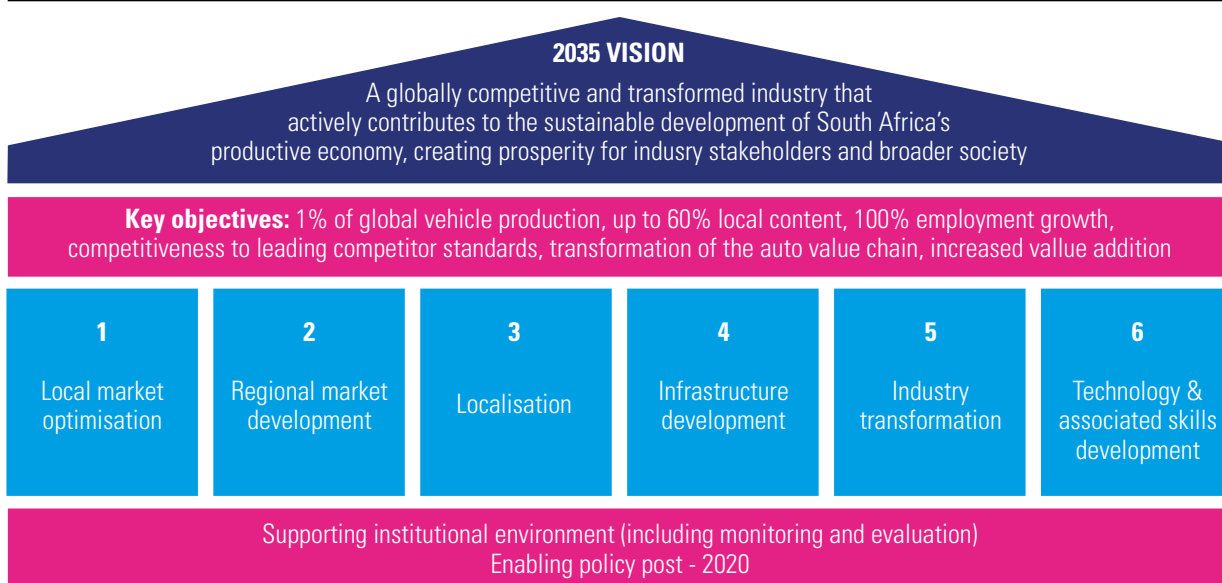 2035 VISION
A globally competitive and transformed industry that
actively contributes to the sustainable development of South Africa's
productive economy, creating prosperity for indusry stakeholders and broader society
Key objectives: 1% of global vehicle production, up to 60% local content, 100% employment growth,
competitiveness to leading competitor standards, transformation of the auto value chain, increased vallue addition
1
Local market
optimisation
2
Regional market
development
3
Localisation
4
Infrastructure
development
5
Industry
transformation
6
Technology &
associated skills
development
Supporting institutional environment (including monitoring and evaluation)
Enabling policy post - 2020